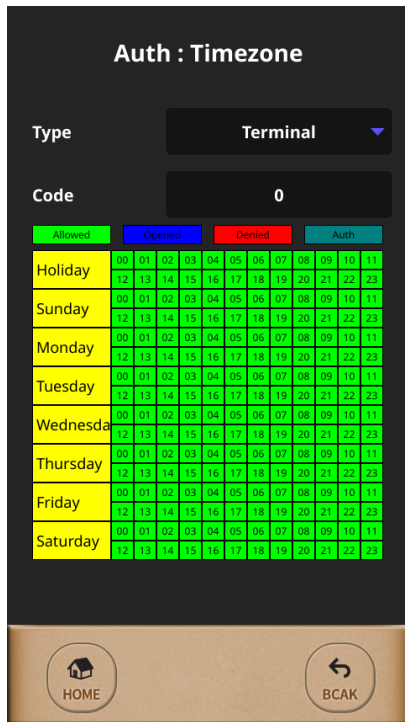 Auth : Timezone
Type Terminal
Code 0
Allowed Opened Denied Auth
Holiday 00 01 02 03 04 05 06 07 08 09 10 11
12 13 14 15 16 17 18 19 20 21 22 23
Sunday 00 01 02 03 04 05 06 07 08 09 10 11
12 13 14 15 16 17 18 19 20 21 22 23
Monday 00 01 02 03 04 05 06 07 08 09 10 11
12 13 14 15 16 17 18 19 20 21 22 23
Tuesday 00 01 02 03 04 05 06 07 08 09 10 11
12 13 14 15 16 17 18 19 20 21 22 23
Wednesda 00 01 02 03 04 05 06 07 08 09 10 11
12 13 14 15 16 17 18 19 20 21 22 23
Thursday 00 01 02 03 04 05 06 07 08 09 10 11
12 13 14 15 16 17 18 19 20 21 22 23
Friday 00 01 02 03 04 05 06 07 08 09 10 11
12 13 14 15 16 17 18 19 20 21 22 23
Saturday 00 01 02 03 04 05 06 07 08 09 10 11
12 13 14 15 16 17 18 19 20 21 22 23
HOME BCAK